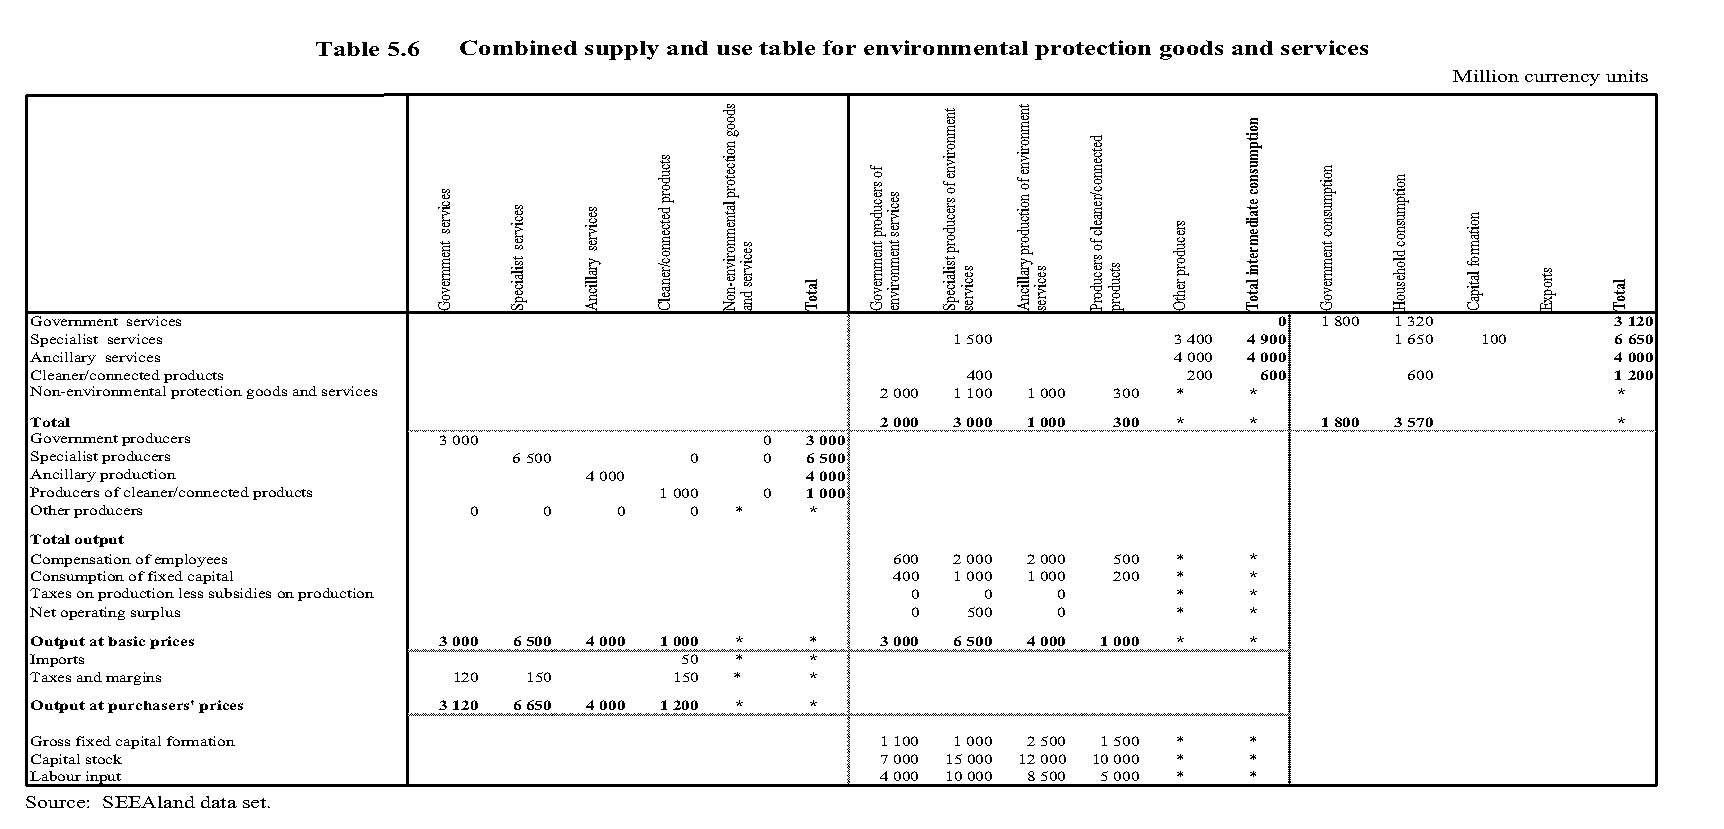 Table 5.6 Combined supply and use table for environmental protection goods and services
Million currency units
Government services
Specialist services
Ancillary services
Cleaner/connected products
Non-environmental protection goods
and services
Total
Government producers of
environment services
Specialist producers of environment
services
Ancillary production of environment
services
Producers of cleaner/connected
products
Other producers
Total intermediate consumption
Government consumption
Household consumption
Capital formation
Exports
Total
Government services 0 1 800 1 320 3 120
Specialist services 1 500 3 400 4 900 1 650 100 6 650
Ancillary services 4 000 4 000 4 000
Cleaner/connected products 400 200 600 600 1 200
Non-environmental protection goods and services 2 000 1 100 1 000 300 * * *
Total 2 000 3 000 1 000 300 * * 1 800 3 570 *
Government producers 3 000 0 3 000
Specialist producers 6 500 0 0 6 500
Ancillary production 4 000 4 000
Producers of cleaner/connected products 1 000 0 1 000
Other producers 0 0 0 0 * *
Total output
Compensation of employees 600 2 000 2 000 500 * *
Consumption of fixed capital 400 1 000 1 000 200 * *
Taxes on production less subsidies on production 0 0 0 * *
Net operating surplus 0 500 0 * *
Output at basic prices 3 000 6 500 4 000 1 000 * * 3 000 6 500 4 000 1 000 * *
Imports 50 * *
Taxes and margins 120 150 150 * *
Output at purchasers' prices 3 120 6 650 4 000 1 200 * *
Gross fixed capital formation 1 100 1 000 2 500 1 500 * *
Capital stock 7 000 15 000 12 000 10 000 * *
Labour input 4 000 10 000 8 500 5 000 * *
Source: SEEAland data set.